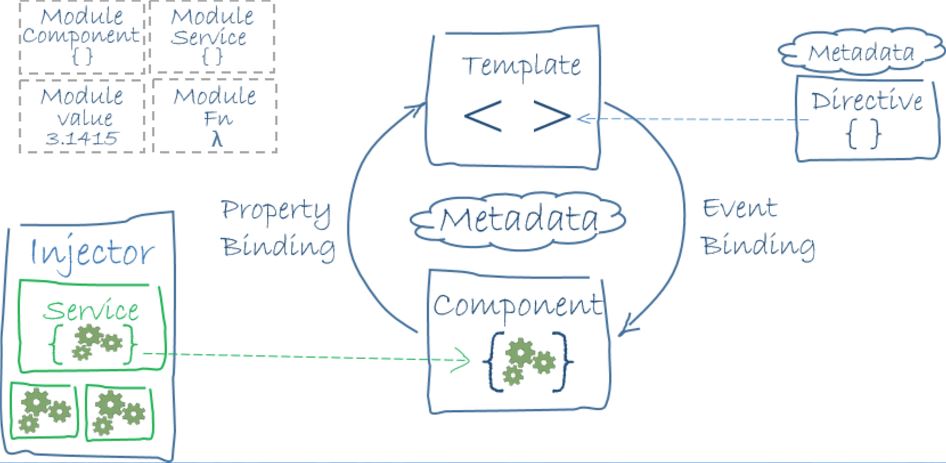 Module
Component
{ }
Module
Service
{ }
Module
value
3.1415
Module
Fn
λ
Template
< >
Metadata
Directive
{ }
Property
Binding
Metadata
Event
Binding
Injector
Service
{ }
Component
{ }